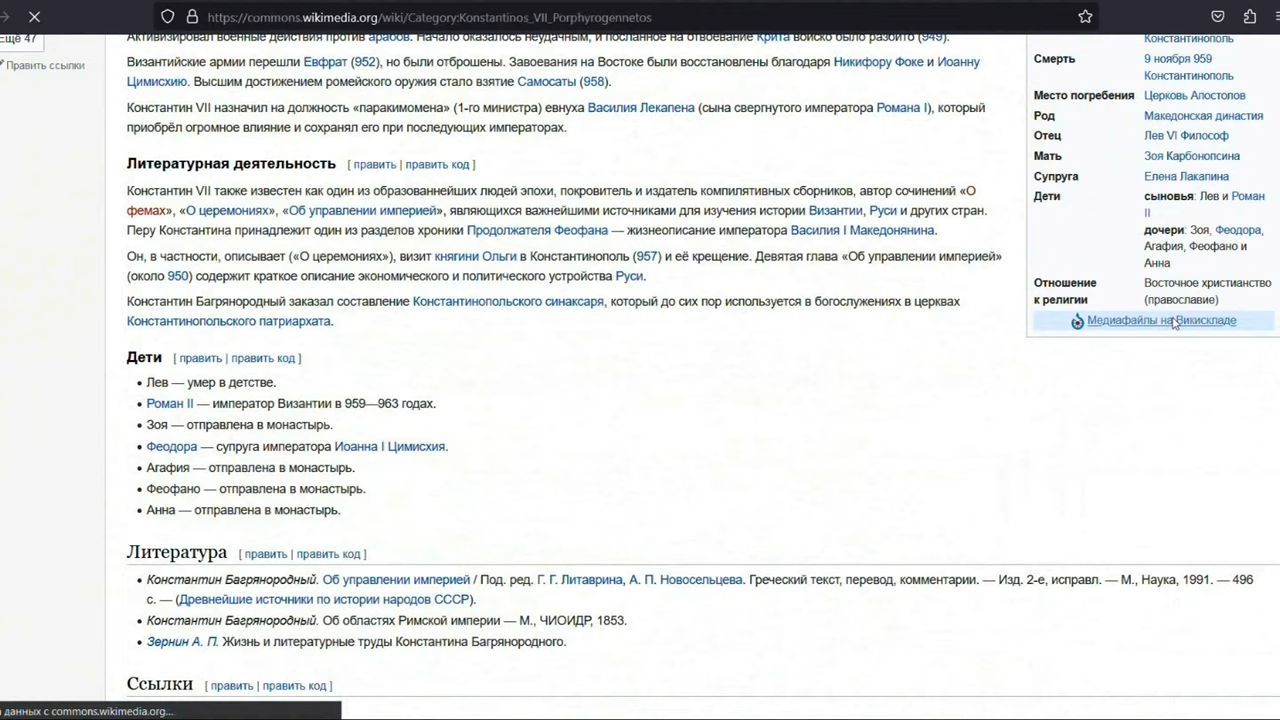 https://commons.wikimedia.org/wiki/Category:Konstantinos_VII_Porphyrogennetos
Ещё 47
Править ссылки
Активизировал военные действия против арабов. Начало оказалось неудачным, и посланное на отвоевание Крита войско было разбито (949).
Византийские армии перешли Евфрат (952), но были отброшены. Завоевания на Востоке были восстановлены благодаря Никифору Фоке и Иоанну
Цимисхию. Высшим достижением ромейского оружия стало взятие Самосаты (958).
Константин VII назначил на должность «паракимомена» (1-го министра) евнуха Василия Лекапена (сына свергнутого императора Романа I), который
приобрёл огромное влияние и сохранял его при последующих императорах.
Литературная деятельность [ править | править код ]
Константин VII также известен как один из образованнейших людей эпохи, покровитель и издатель компилятивных сборников, автор сочинений «О
фемах», «О церемониях», «Об управлении империей», являющихся важнейшими источниками для изучения истории Византии, Руси и других стран.
Перу Константина принадлежит один из разделов хроники Продолжателя Феофана — жизнеописание императора Василия I Македонянина.
Он, в частности, описывает («О церемониях»), визит княгини Ольги в Константинополь (957) и её крещение. Девятая глава «Об управлении империей»
(около 950) содержит краткое описание экономического и политического устройства Руси.
Константин Багрянородный заказал составление Константинопольского синаксаря, который до сих пор используется в богослужениях в церквах
Константинопольского патриархата.
Дети [ править | править код ]
• Лев — умер в детстве.
• Роман II — император Византии в 959—963 годах.
• Зоя — отправлена в монастырь.
• Феодора — супруга императора Иоанна I Цимисхия.
• Агафия — отправлена в монастырь.
• Феофано — отправлена в монастырь.
• Анна — отправлена в монастырь.
Литература [ править | править код ]
• Константин Багрянородный. Об управлении империей / Под. ред. Г. Г. Литаврина, А. П. Новосельцева. Греческий текст, перевод, комментарии. — Изд. 2-е, исправл. — М., Наука, 1991. — 496
с. — (Древнейшие источники по истории народов СССР).
• Константин Багрянородный. Об областях Римской империи — М., ЧИОИДР, 1853.
• Зернин А. П. Жизнь и литературные труды Константина Багрянородного.
Ссылки [ править | править код ]
Константинополь
Смерть 9 ноября 959
Константинополь
Место погребения Церковь Апостолов
Род Македонская династия
Отец Лев VI Философ
Мать Зоя Карбонопсина
Супруга Елена Лакапина
Дети сыновья: Лев и Роман
II
дочери: Зоя, Феодора,
Агафия, Феофано и
Анна
Отношение Восточное христианство
к религии (православие)
Медиафайлы на Викискладе
а данных с commons.wikimedia.org...